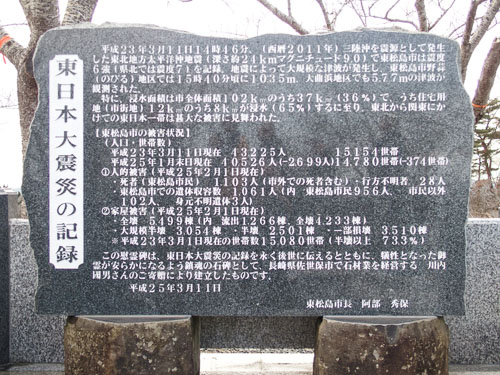 東日本大震災の記録
平成23年3月11日14時46分、(西暦2011年)三陸沖を震源として発生
した東北地方太平洋沖地震(深さ約24kmマグニチュード9.0)で東松島市は震度
6強(県北では震度7)を記録、地震によって大規模な津波が発生し、東松島市野蒜
(のびる)地区では15時40分頃に10.35m、大曲浜地区でも5.77mの津波が
観測された。
特に、浸水面積は市全体面積102k㎡のうち37k㎡(36%)で、うち住宅用
地(市街地)12k㎡のうち8k㎡が浸水(65%)するに至り、東北から関東にか
けての東日本一帯は甚大な被害に見舞われた。
【東松島市の被害状況】
(人口・世帯数)
平成23年3月11日現在 43225人 15154世帯
平成25年1月末日現在 40526人(-2699人)14,780世帯(-374世帯)
①人的被害(平成25年2月1日現在)
・死者(東松島市民) 1,103人(市外での死者含む)・行方不明者 28人
・東松島市での遺体収容数 1,061人(内 東松島市民956人、市民以外
102人、身元不明遺体3人)
②家屋被害(平成25年2月1日現在)
・全壊 5,499棟(内 流出1,266棟、全壊4,233棟)
・大規模半壊 3,054棟 ・半壊 2,501棟 ・一部損壊 3,510棟
※平成23年3月1日現在の世帯数15,080世帯(半壊以上 73.3%)
この慰霊碑は、東日本大震災の記録を永く後世に伝えるとともに、犠牲となった御
霊が安らかになるよう鎮魂の石碑として、長崎県佐世保市で石材業を経営する 川内
國男さんのご寄贈により建立したものです。
平成25年3月11日
東松島市長 阿部 秀保